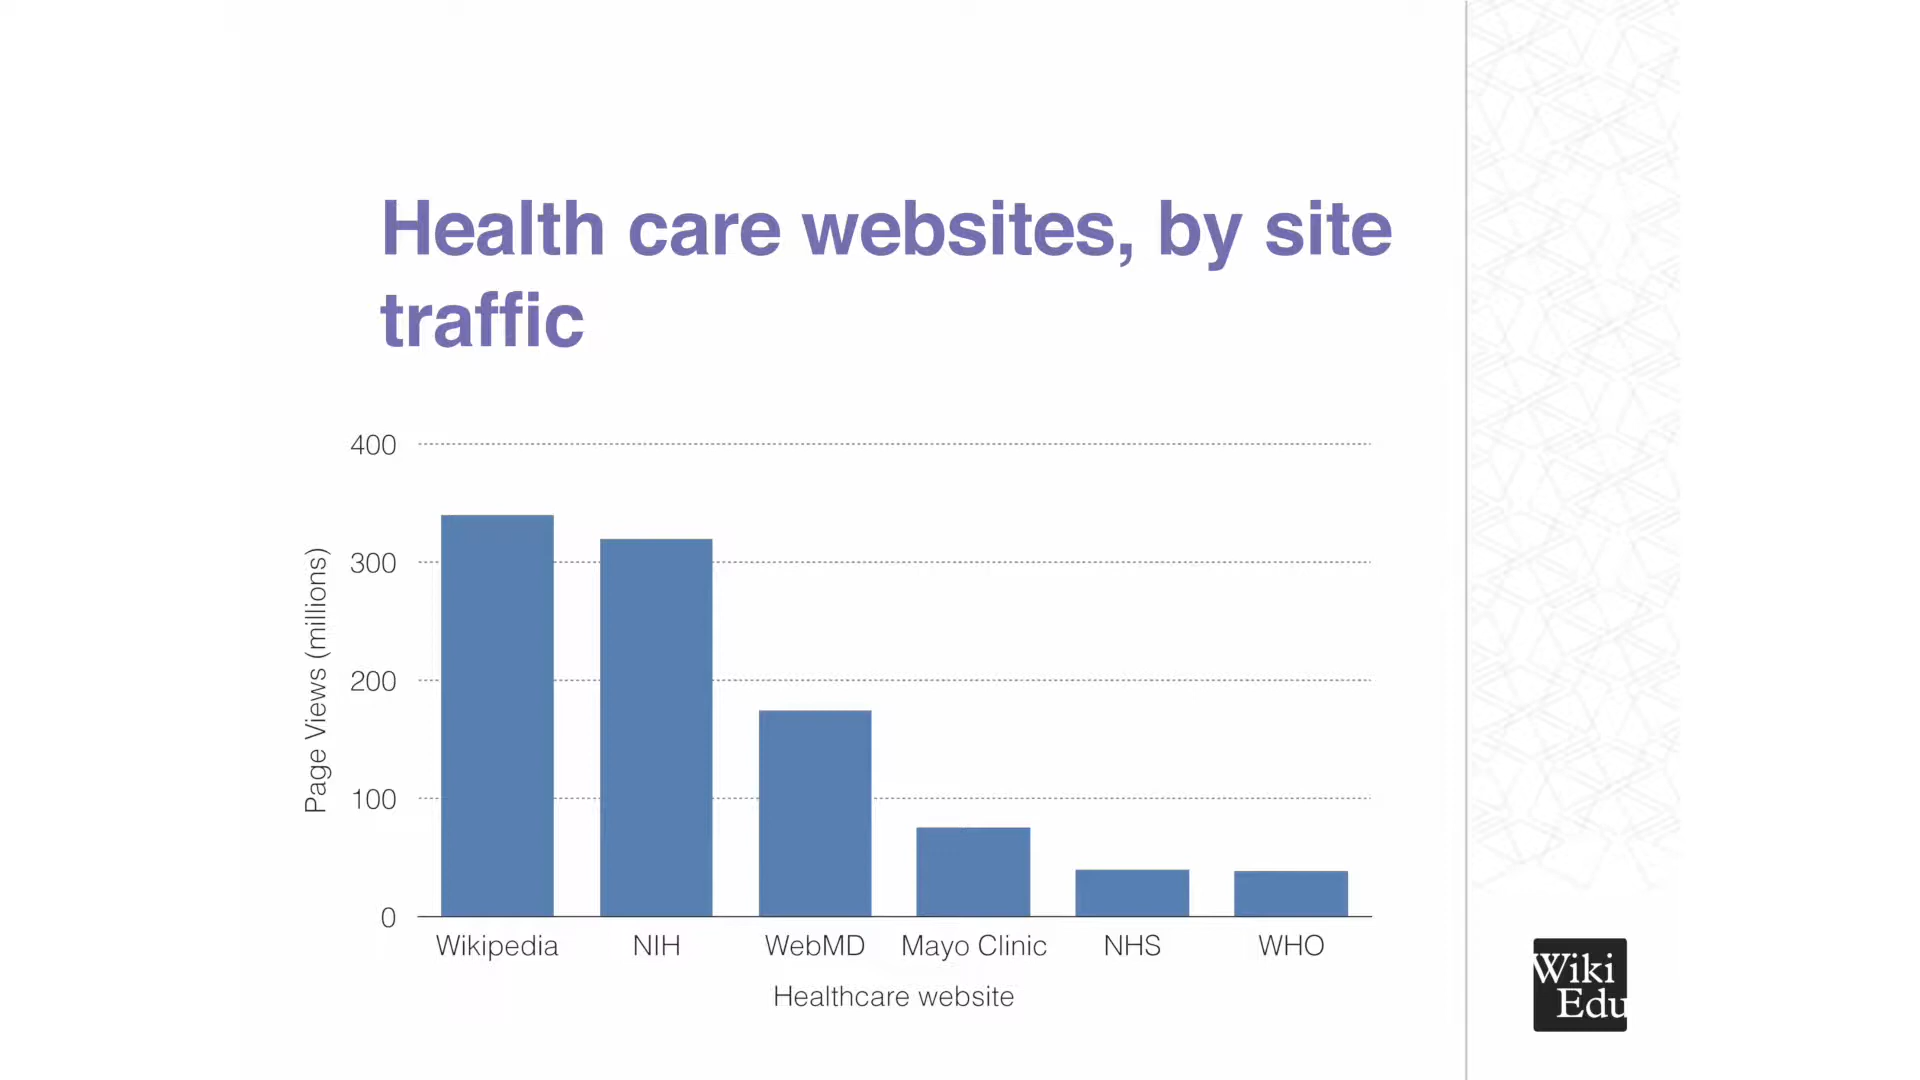 Health care websites, by site
traffic
400
300
200
100
0
Page Views (millions)
Wikipedia
NIH
WebMD
Mayo Clinic
NHS
WHO
Healthcare website
Wiki
Edu